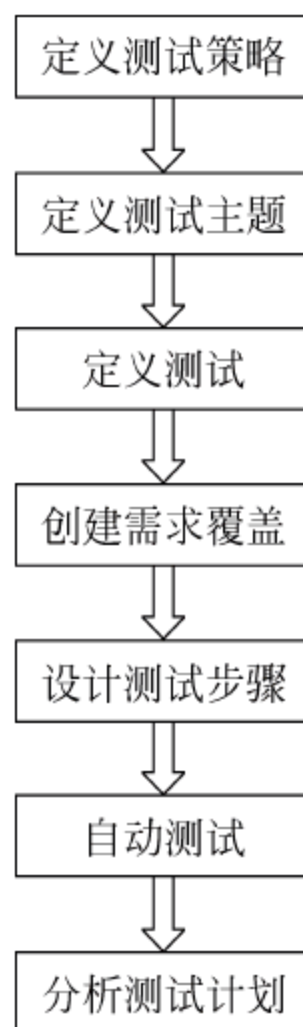 定义测试策略
定义测试主题
定义测试
创建需求覆盖
设计测试步骤
自动测试
分析测试计划